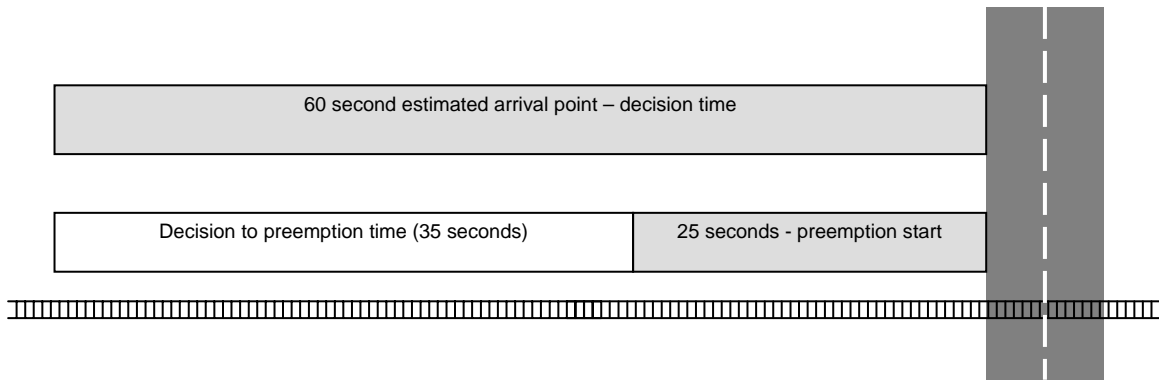 60 second estimated arrival point – decision time
Decision to preemption time (35 seconds)
25 seconds - preemption start